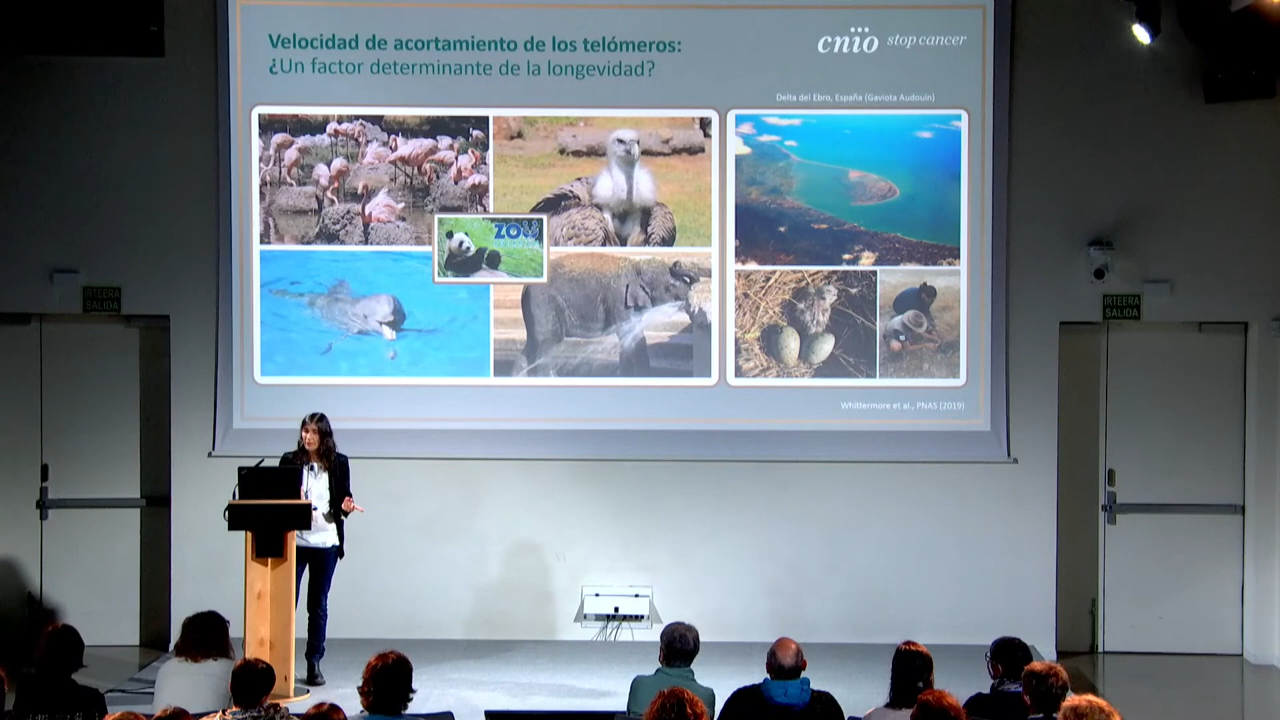 Velocidad de acortamiento de los telómeros:
¿Un factor determinante de la longevidad?
cnio stop cancer
Delta del Ebro, España (Gaviota Audouin)
ZOO
Whittermore et al., PNAS (2019)
IRTEERA
SALIDA
IRTEERA
SALIDA